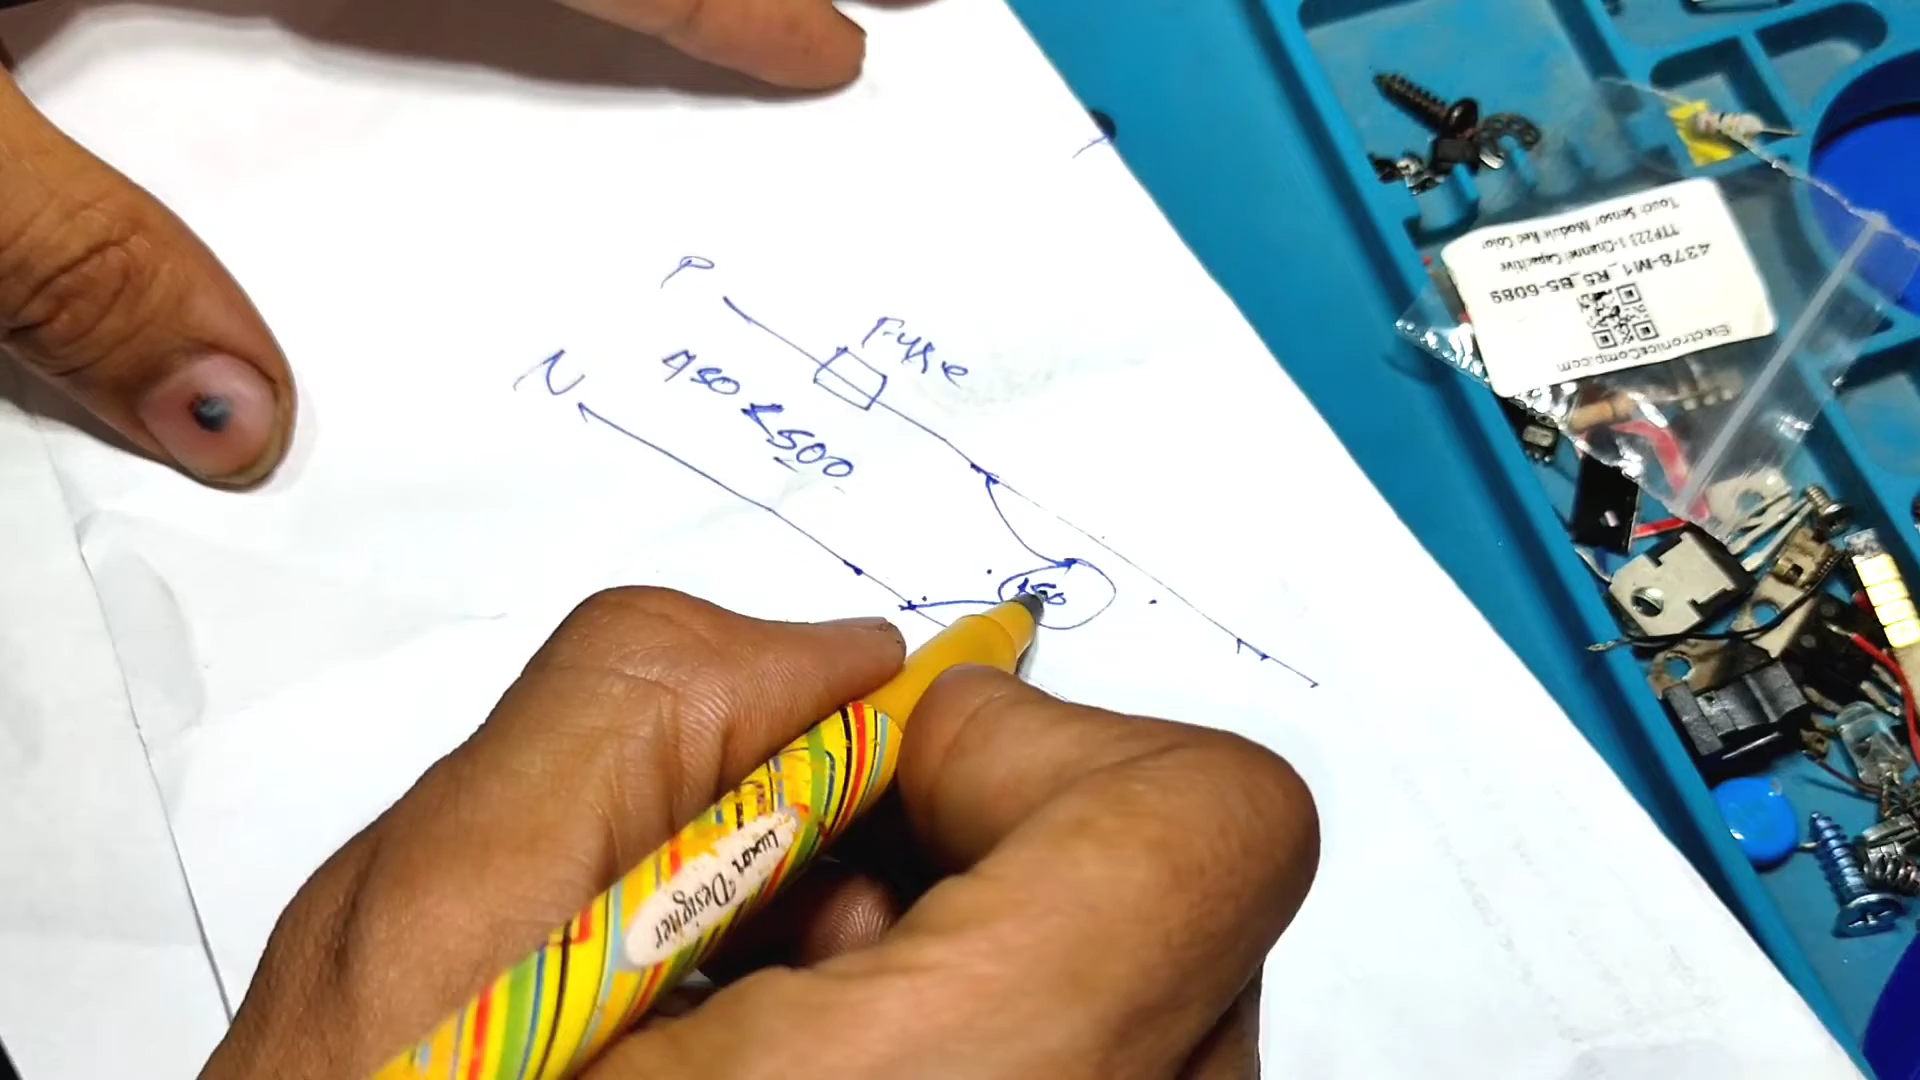 P
Fuse
N
450 < 500
450
Luxor Designer
ElectronicsComp.com
4378-M1_R5_B5-6089
TTP223 1-Channel Capacitive
Touch Sensor Module Red Color